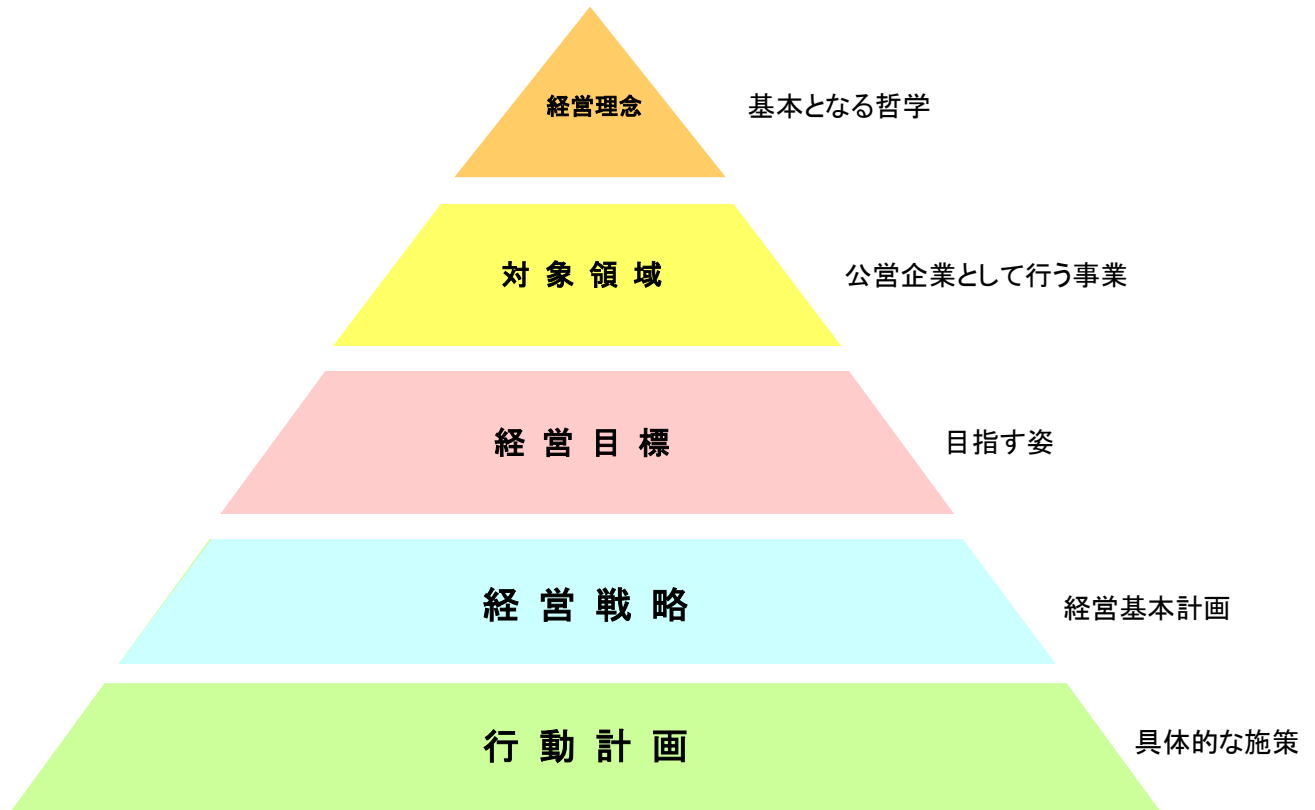 経営理念
基本となる哲学
対象領域
公営企業として行う事業
経営目標
目指す姿
経営戦略
経営基本計画
行動計画
具体的な施策